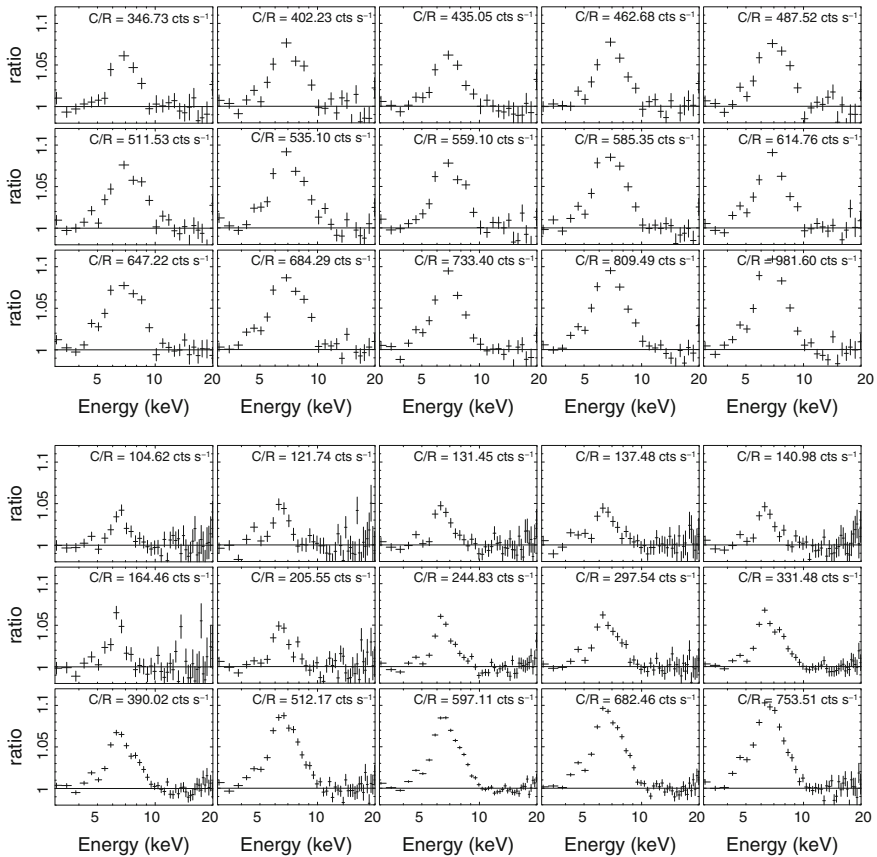 C/R = 346.73 cts s⁻¹ C/R = 402.23 cts s⁻¹ C/R = 435.05 cts s⁻¹ C/R = 462.68 cts s⁻¹ C/R = 487.52 cts s⁻¹
ratio 1 1.05 1.1
C/R = 511.53 cts s⁻¹ C/R = 535.10 cts s⁻¹ C/R = 559.10 cts s⁻¹ C/R = 585.35 cts s⁻¹ C/R = 614.76 cts s⁻¹
ratio 1 1.05 1.1
C/R = 647.22 cts s⁻¹ C/R = 684.29 cts s⁻¹ C/R = 733.40 cts s⁻¹ C/R = 809.49 cts s⁻¹ C/R = 981.60 cts s⁻¹
ratio 1 1.05 1.1
5 10 20 5 10 20 5 10 20 5 10 20 5 10 20
Energy (keV) Energy (keV) Energy (keV) Energy (keV) Energy (keV)
C/R = 104.62 cts s⁻¹ C/R = 121.74 cts s⁻¹ C/R = 131.45 cts s⁻¹ C/R = 137.48 cts s⁻¹ C/R = 140.98 cts s⁻¹
ratio 1 1.05 1.1
C/R = 164.46 cts s⁻¹ C/R = 205.55 cts s⁻¹ C/R = 244.83 cts s⁻¹ C/R = 297.54 cts s⁻¹ C/R = 331.48 cts s⁻¹
ratio 1 1.05 1.1
C/R = 390.02 cts s⁻¹ C/R = 512.17 cts s⁻¹ C/R = 597.11 cts s⁻¹ C/R = 682.46 cts s⁻¹ C/R = 753.51 cts s⁻¹
ratio 1 1.05 1.1
5 10 20 5 10 20 5 10 20 5 10 20 5 10 20
Energy (keV) Energy (keV) Energy (keV) Energy (keV) Energy (keV)